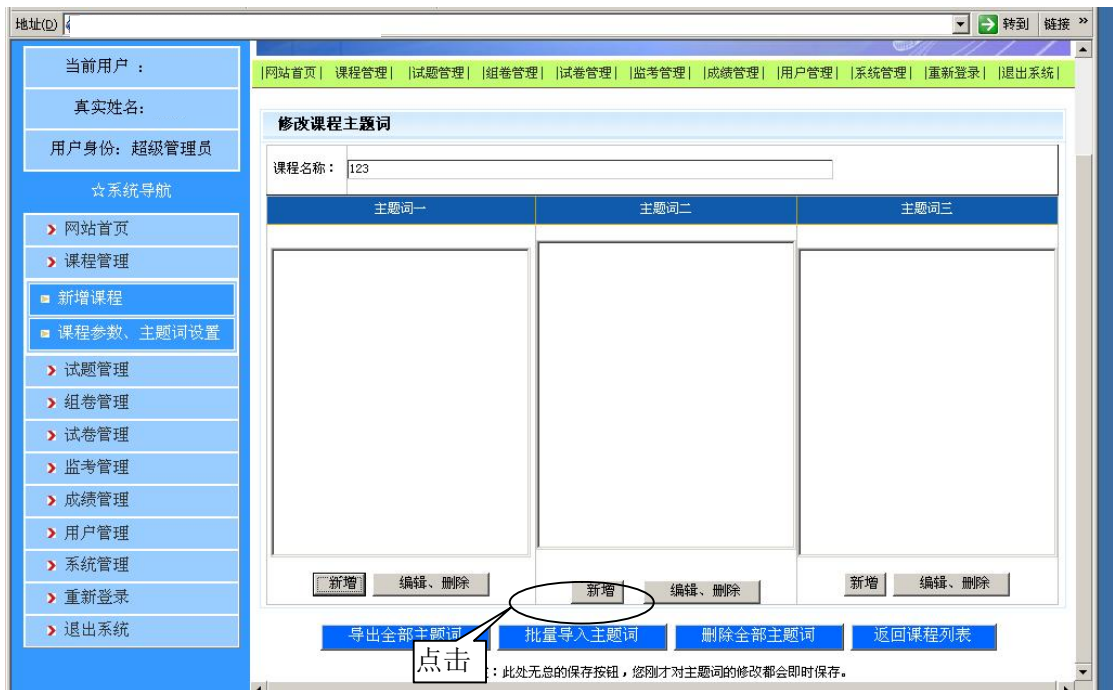 地址(D)
转到 链接 »
当前用户 :
真实姓名:
用户身份: 超级管理员
☆系统导航
网站首页
课程管理
新增课程
课程参数、主题词设置
试题管理
组卷管理
试卷管理
监考管理
成绩管理
用户管理
系统管理
重新登录
退出系统
|网站首页| 课程管理| |试题管理| |组卷管理| |试卷管理| |监考管理| |成绩管理| |用户管理| |系统管理| |重新登录| |退出系统|
修改课程主题词
课程名称: 123
主题词一 主题词二 主题词三
新增 编辑、删除 新增 编辑、删除 新增 编辑、删除
导出全部主题词 批量导入主题词 删除全部主题词 返回课程列表
点击
:此处无总的保存按钮,您刚才对主题词的修改都会即时保存。